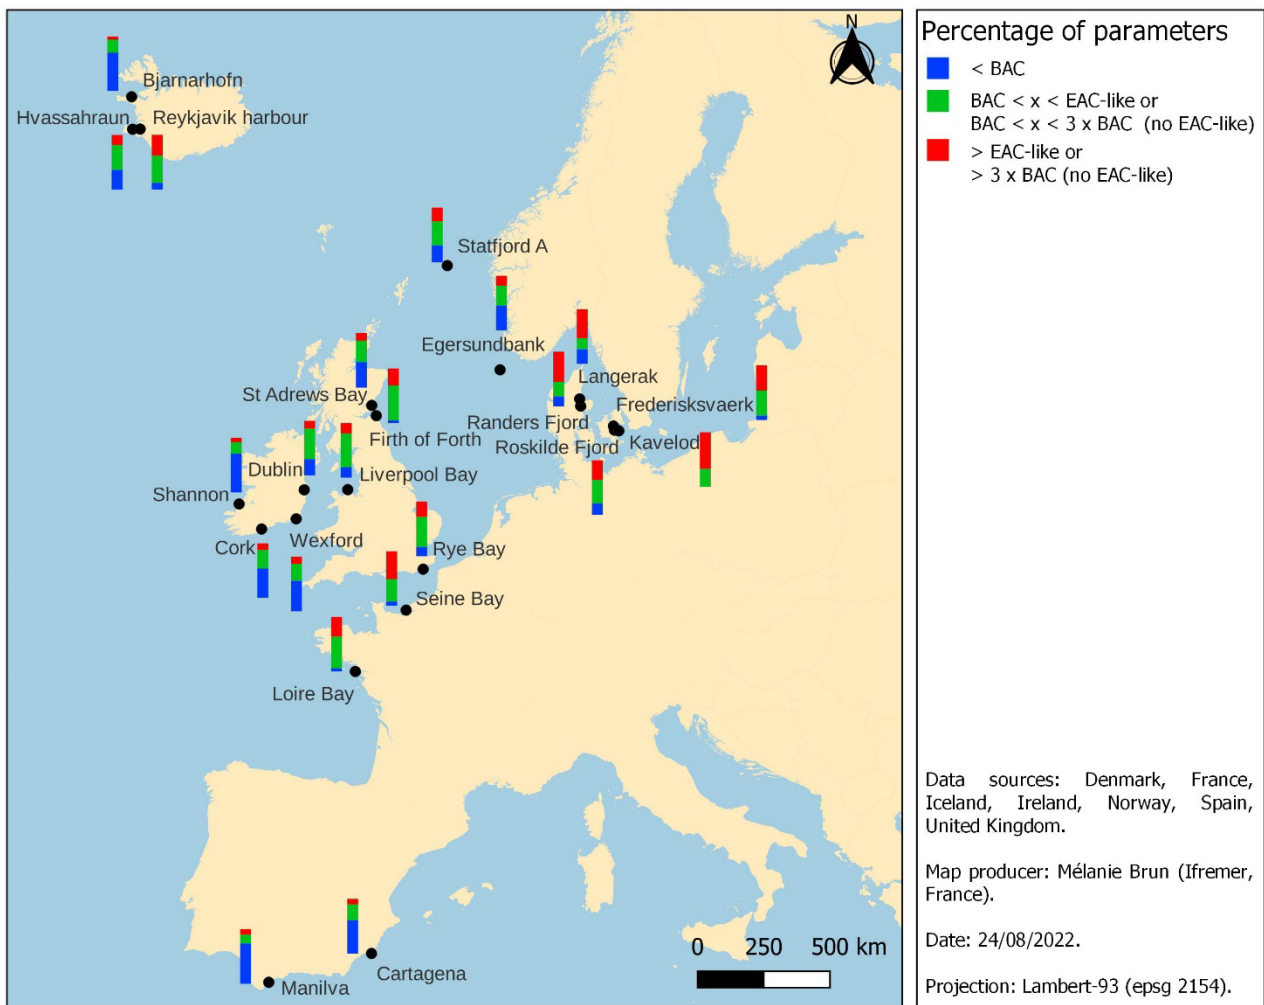 N
Bjarnarhofn
Hvassahraun
Reykjavik harbour
Statfjord A
Egersundbank
Langerak
St Adrews Bay
Frederisksvaerk
Randers Fjord
Firth of Forth
Roskilde Fjord
Kavelod
Dublin
Liverpool Bay
Shannon
Wexford
Cork
Rye Bay
Seine Bay
Loire Bay
0 250 500 km
Cartagena
Manilva
Percentage of parameters
< BAC
BAC < x < EAC-like or
BAC < x < 3 x BAC (no EAC-like)
> EAC-like or
> 3 x BAC (no EAC-like)
Data sources: Denmark, France,
Iceland, Ireland, Norway, Spain,
United Kingdom.
Map producer: Mélanie Brun (Ifremer,
France).
Date: 24/08/2022.
Projection: Lambert-93 (epsg 2154).